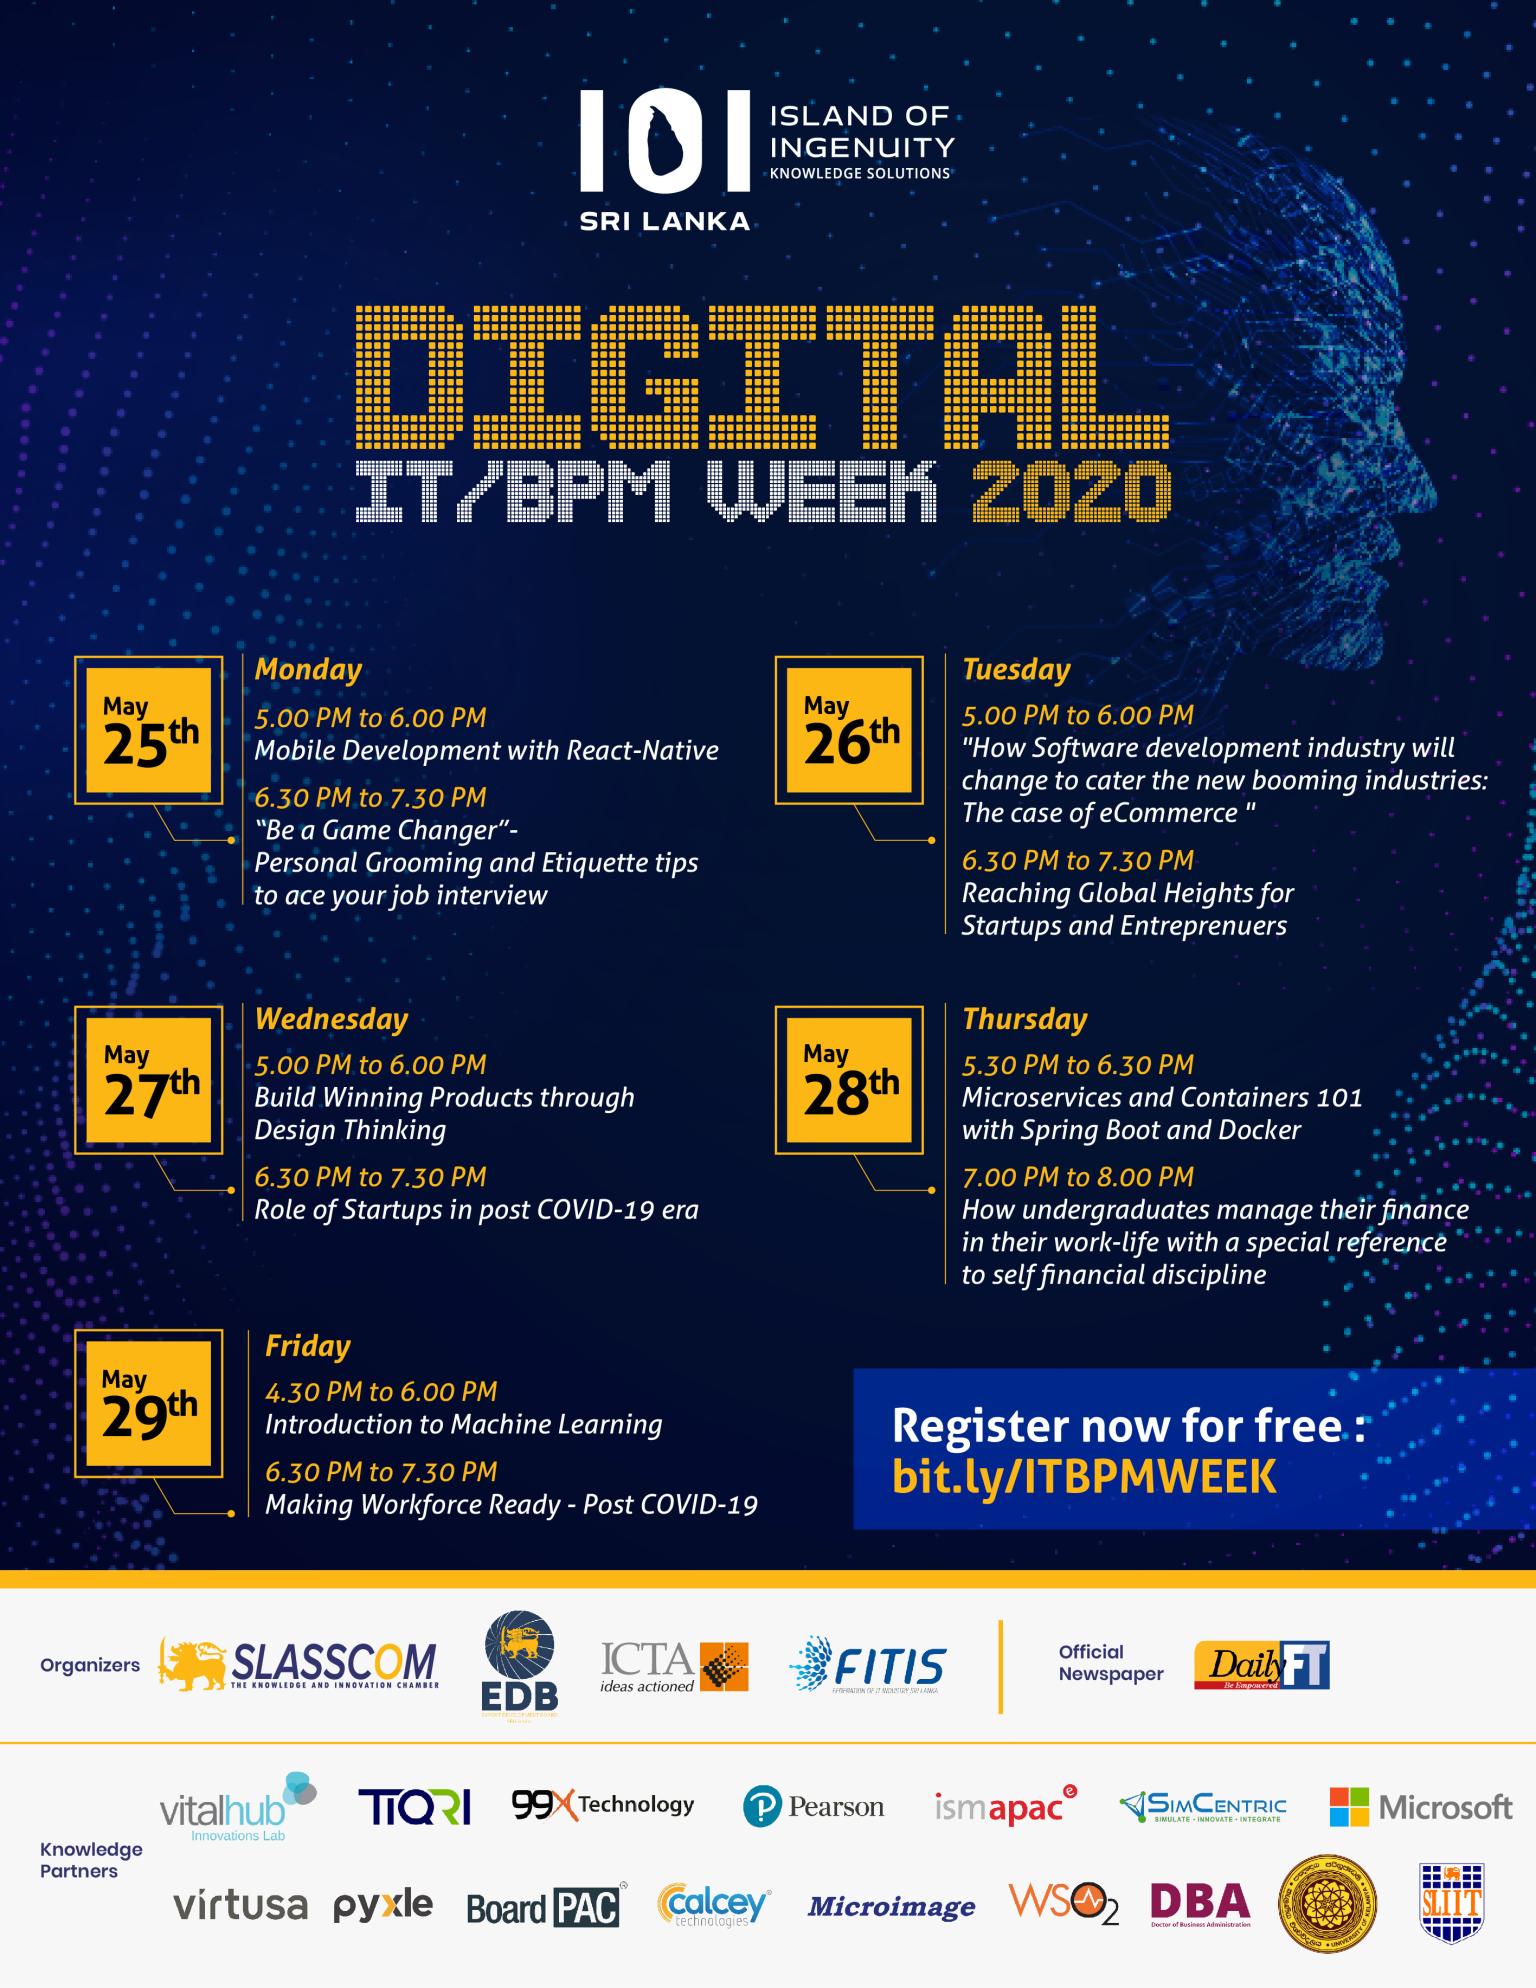 IOI
ISLAND OF
INGENUITY
KNOWLEDGE SOLUTIONS
SRI LANKA
DIGITAL
IT/BPM WEEK 2020
May
25th
Monday
5.00 PM to 6.00 PM
Mobile Development with React-Native
6.30 PM to 7.30 PM
“Be a Game Changer”-
Personal Grooming and Etiquette tips
to ace your job interview
May
26th
Tuesday
5.00 PM to 6.00 PM
"How Software development industry will
change to cater the new booming industries:
The case of eCommerce "
6.30 PM to 7.30 PM
Reaching Global Heights for
Startups and Entreprenuers
May
27th
Wednesday
5.00 PM to 6.00 PM
Build Winning Products through
Design Thinking
6.30 PM to 7.30 PM
Role of Startups in post COVID-19 era
May
28th
Thursday
5.30 PM to 6.30 PM
Microservices and Containers 101
with Spring Boot and Docker
7.00 PM to 8.00 PM
How undergraduates manage their finance
in their work-life with a special reference
to self financial discipline
May
29th
Friday
4.30 PM to 6.00 PM
Introduction to Machine Learning
6.30 PM to 7.30 PM
Making Workforce Ready - Post COVID-19
Register now for free :
bit.ly/ITBPMWEEK
Organizers
SLASSCOM
THE KNOWLEDGE AND INNOVATION CHAMBER
EDB
ICTA
ideas actioned
FITIS
FEDERATION OF IT INDUSTRY SRI LANKA
Official
Newspaper
Daily FT
Be Empowered
Knowledge
Partners
vitalhub
Innovations Lab
TIQRI
99X Technology
Pearson
ismapac e
SIMCENTRIC
SIMULATE • INNOVATE • INTEGRATE
Microsoft
virtusa
pyxle
Board PAC ®
Calcey ®
technologies
Microimage
WSO2
DBA
Doctor of Business Administration
SLIIT